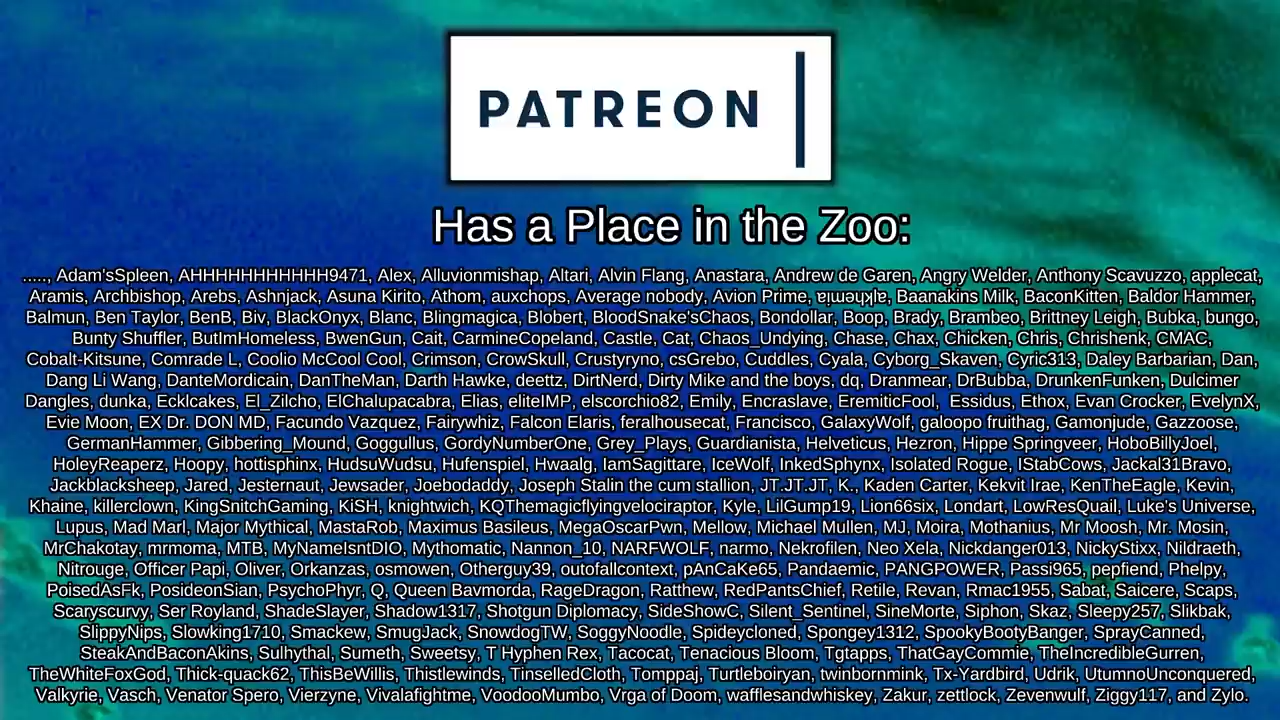 PATREON
Has a Place in the Zoo:
....., Adam'sSpleen, AHHHHHHHHHHH9471, Alex, Alluvionmishap, Altari, Alvin Flang, Anastara, Andrew de Garen, Angry Welder, Anthony Scavuzzo, applecat,
Aramis, Archbishop, Arebs, Ashnjack, Asuna Kirito, Athom, auxchops, Average nobody, Avion Prime, ɐɯǝɥʞlɐ, Baanakins Milk, BaconKitten, Baldor Hammer,
Balmun, Ben Taylor, BenB, Biv, BlackOnyx, Blanc, Blingmagica, Blobert, BloodSnake'sChaos, Bondollar, Boop, Brady, Brambeo, Brittney Leigh, Bubka, bungo,
Bunty Shuffler, ButImHomeless, BwenGun, Cait, CarmineCopeland, Castle, Cat, Chaos_Undying, Chase, Chax, Chicken, Chris, Chrishenk, CMAC,
Cobalt-Kitsune, Comrade L, Coolio McCool Cool, Crimson, CrowSkull, Crustyryno, csGrebo, Cuddles, Cyala, Cyborg_Skaven, Cyric313, Daley Barbarian, Dan,
Dang Li Wang, DanteMordicain, DanTheMan, Darth Hawke, deettz, DirtNerd, Dirty Mike and the boys, dq, Dranmear, DrBubba, DrunkenFunken, Dulcimer
Dangles, dunka, Ecklcakes, El_Zilcho, ElChalupacabra, Elias, eliteIMP, elscorchio82, Emily, Encraslave, EremiticFool, Essidus, Ethox, Evan Crocker, EvelynX,
Evie Moon, EX Dr. DON MD, Facundo Vazquez, Fairywhiz, Falcon Elaris, feralhousecat, Francisco, GalaxyWolf, galoopo fruithag, Gamonjude, Gazzoose,
GermanHammer, Gibbering_Mound, Goggullus, GordyNumberOne, Grey_Plays, Guardianista, Helveticus, Hezron, Hippe Springveer, HoboBillyJoel,
HoleyReaperz, Hoopy, hottisphinx, HudsuWudsu, Hufenspiel, Hwaalg, IamSagittare, IceWolf, InkedSphynx, Isolated Rogue, IStabCows, Jackal31Bravo,
Jackblacksheep, Jared, Jesternaut, Jewsader, Joebodaddy, Joseph Stalin the cum stallion, JT.JT.JT, K., Kaden Carter, Kekvit Irae, KenTheEagle, Kevin,
Khaine, killerclown, KingSnitchGaming, KiSH, knightwich, KQThemagicflyingvelociraptor, Kyle, LilGump19, Lion66six, Londart, LowResQuail, Luke's Universe,
Lupus, Mad Marl, Major Mythical, MastaRob, Maximus Basileus, MegaOscarPwn, Mellow, Michael Mullen, MJ, Moira, Mothanius, Mr Moosh, Mr. Mosin,
MrChakotay, mrmoma, MTB, MyNameIsntDIO, Mythomatic, Nannon_10, NARFWOLF, narmo, Nekrofilen, Neo Xela, Nickdanger013, NickyStixx, Nildraeth,
Nitrouge, Officer Papi, Oliver, Orkanzas, osmowen, Otherguy39, outofallcontext, pAnCaKe65, Pandaemic, PANGPOWER, Passi965, pepfiend, Phelpy,
PoisedAsFk, PosideonSian, PsychoPhyr, Q, Queen Bavmorda, RageDragon, Ratthew, RedPantsChief, Retile, Revan, Rmac1955, Sabat, Saicere, Scaps,
Scaryscurvy, Ser Royland, ShadeSlayer, Shadow1317, Shotgun Diplomacy, SideShowC, Silent_Sentinel, SineMorte, Siphon, Skaz, Sleepy257, Slikbak,
SlippyNips, Slowking1710, Smackew, SmugJack, SnowdogTW, SoggyNoodle, Spideycloned, Spongey1312, SpookyBootyBanger, SprayCanned,
SteakAndBaconAkins, Sulhythal, Sumeth, Sweetsy, T Hyphen Rex, Tacocat, Tenacious Bloom, Tgtapps, ThatGayCommie, TheIncredibleGurren,
TheWhiteFoxGod, Thick-quack62, ThisBeWillis, Thistlewinds, TinselledCloth, Tomppaj, Turtleboiryan, twinbornmink, Tx-Yardbird, Udrik, UtumnoUnconquered,
Valkyrie, Vasch, Venator Spero, Vierzyne, Vivalafightme, VoodooMumbo, Vrga of Doom, wafflesandwhiskey, Zakur, zettlock, Zevenwulf, Ziggy117, and Zylo.